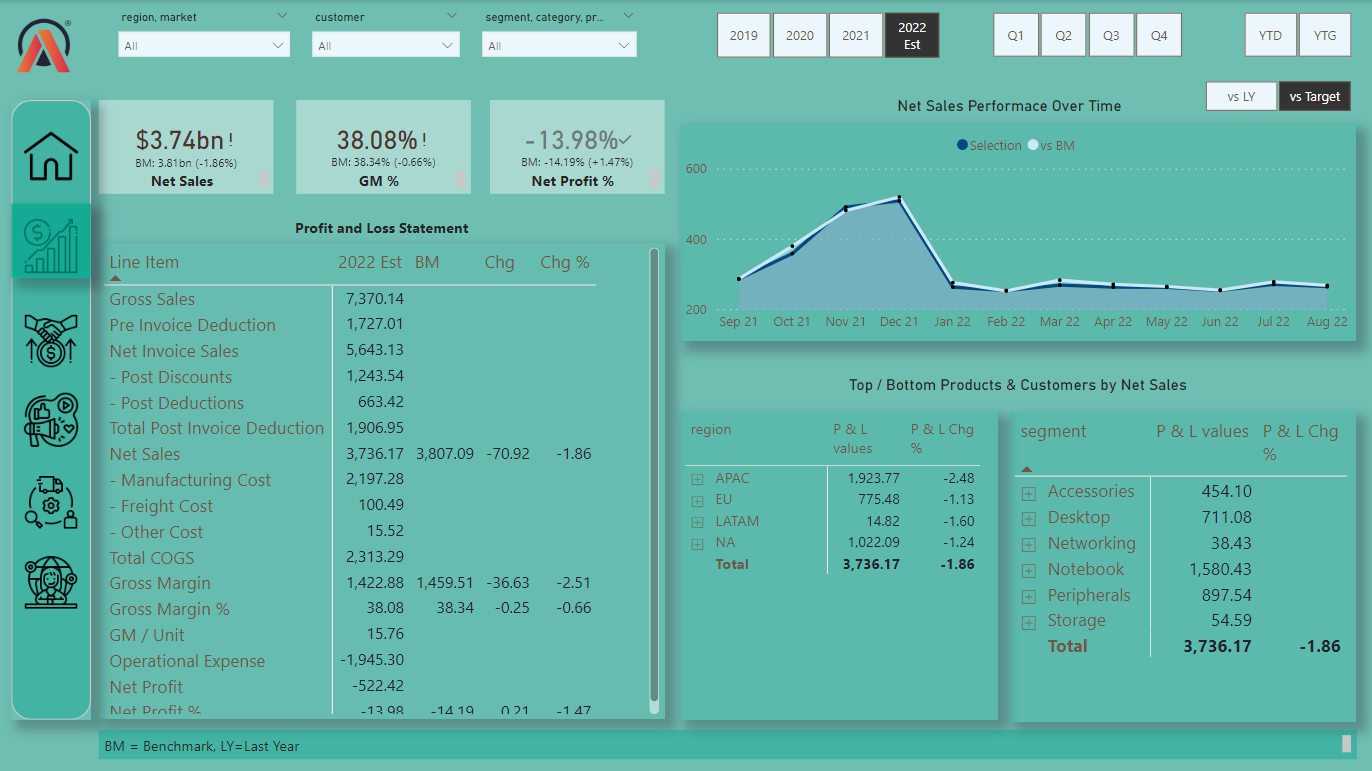 region, market
customer
segment, category, pr...
All
All
All
2019
2020
2021
2022 Est
Q1
Q2
Q3
Q4
YTD
YTG
vs LY
vs Target
$3.74bn!
BM: 3.81bn (-1.86%)
Net Sales
38.08%!
BM: 38.34% (-0.66%)
GM %
-13.98%✓
BM: -14.19% (+1.47%)
Net Profit %
Net Sales Performace Over Time
Selection vs BM
600
400
200
Sep 21 Oct 21 Nov 21 Dec 21 Jan 22 Feb 22 Mar 22 Apr 22 May 22 Jun 22 Jul 22 Aug 22
Profit and Loss Statement
Line Item 2022 Est BM Chg Chg %
Gross Sales 7,370.14
Pre Invoice Deduction 1,727.01
Net Invoice Sales 5,643.13
- Post Discounts 1,243.54
- Post Deductions 663.42
Total Post Invoice Deduction 1,906.95
Net Sales 3,736.17 3,807.09 -70.92 -1.86
- Manufacturing Cost 2,197.28
- Freight Cost 100.49
- Other Cost 15.52
Total COGS 2,313.29
Gross Margin 1,422.88 1,459.51 -36.63 -2.51
Gross Margin % 38.08 38.34 -0.25 -0.66
GM / Unit 15.76
Operational Expense -1,945.30
Net Profit -522.42
Net Profit % -13.98 -14.19 0.21 -1.47
Top / Bottom Products & Customers by Net Sales
region P & L values P & L Chg %
APAC 1,923.77 -2.48
EU 775.48 -1.13
LATAM 14.82 -1.60
NA 1,022.09 -1.24
Total 3,736.17 -1.86
segment P & L values P & L Chg %
Accessories 454.10
Desktop 711.08
Networking 38.43
Notebook 1,580.43
Peripherals 897.54
Storage 54.59
Total 3,736.17 -1.86
BM = Benchmark, LY=Last Year